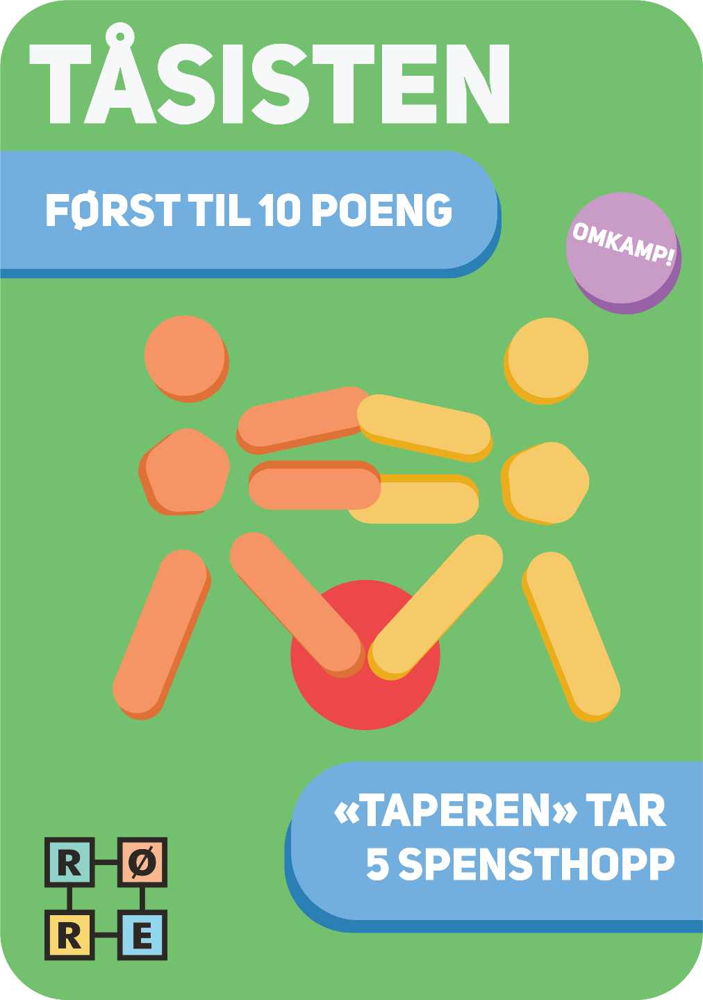 TÅSISTEN
FØRST TIL 10 POENG
OMKAMP!
«TAPEREN» TAR
5 SPENSTHOPP
R Ø
R E